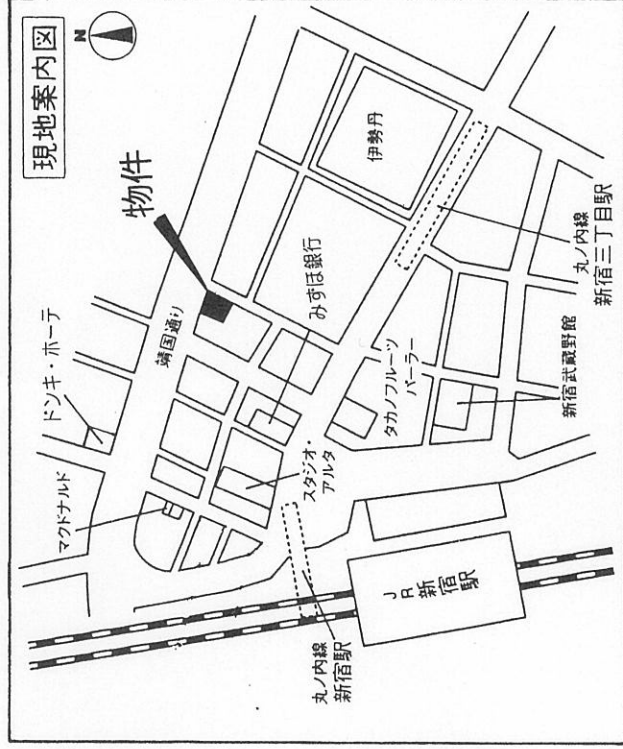 現地案内図
N
物件
ドンキ・ホーテ
靖国通り
伊勢丹
マクドナルド
みずほ銀行
スタジオ・
アルタ
タカノフルーツ
パーラー
丸ノ内線
新宿三丁目駅
新宿武蔵野館
JR
新宿駅
丸ノ内線
新宿駅